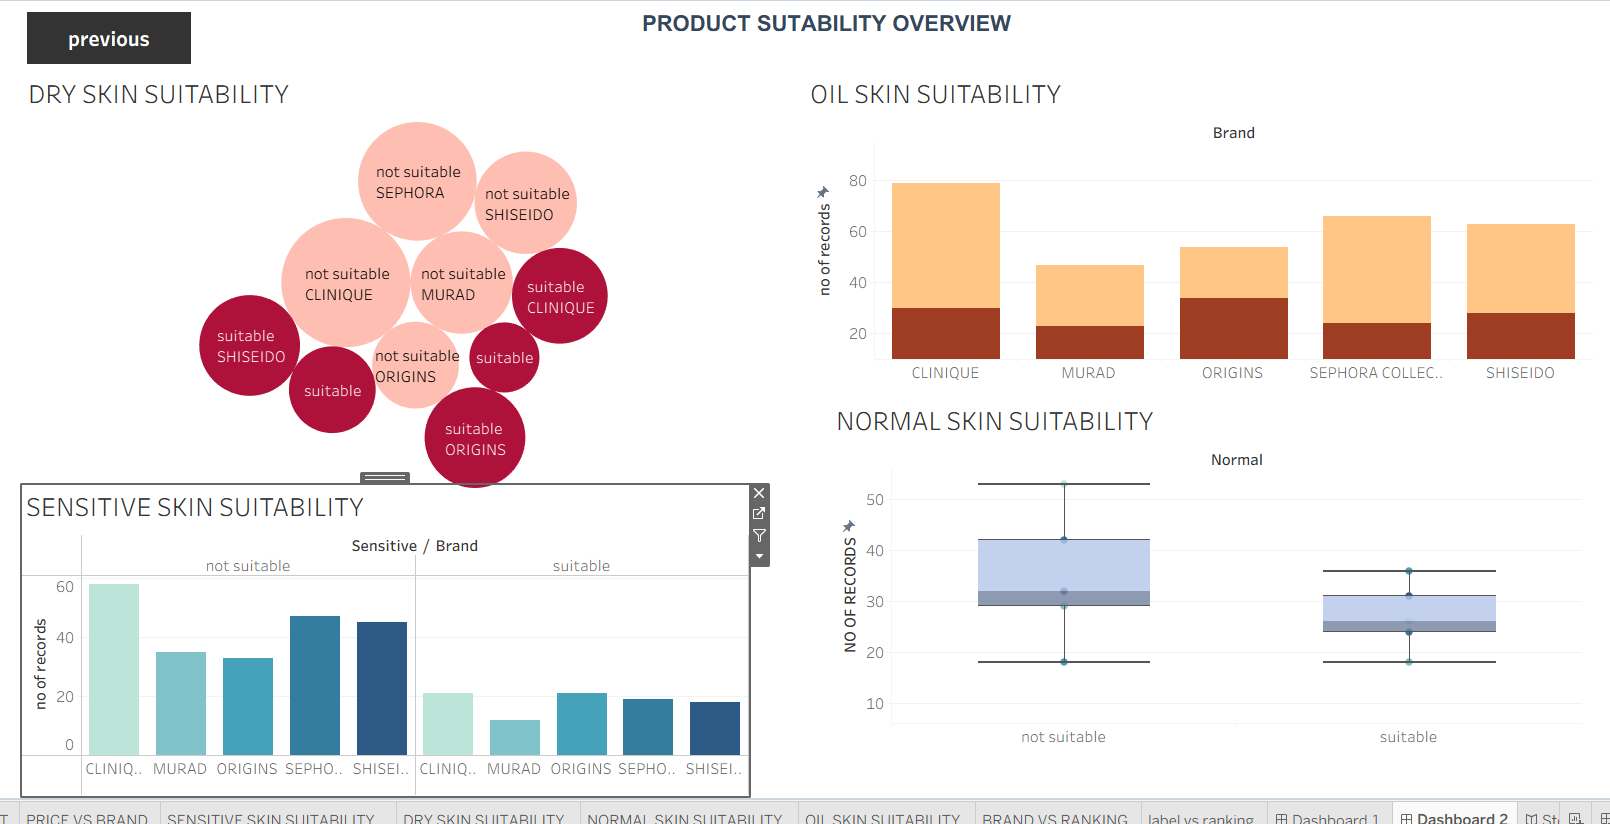 previous
PRODUCT SUTABILITY OVERVIEW
DRY SKIN SUITABILITY
not suitable
SEPHORA
not suitable
SHISEIDO
not suitable
CLINIQUE
not suitable
MURAD
suitable
CLINIQUE
suitable
SHISEIDO
suitable
not suitable
ORIGINS
suitable
suitable
ORIGINS
OIL SKIN SUITABILITY
Brand
no of records
80
60
40
20
CLINIQUE MURAD ORIGINS SEPHORA COLLEC.. SHISEIDO
SENSITIVE SKIN SUITABILITY
Sensitive / Brand
not suitable suitable
no of records
60
40
20
0
CLINIQ.. MURAD ORIGINS SEPHO.. SHISEI.. CLINIQ.. MURAD ORIGINS SEPHO.. SHISEI..
NORMAL SKIN SUITABILITY
Normal
NO OF RECORDS
50
40
30
20
10
not suitable suitable
T PRICE VS BRAND SENSITIVE SKIN SUITABILITY DRY SKIN SUITABILITY NORMAL SKIN SUITABILITY OIL SKIN SUITABILITY BRAND VS RANKING label vs ranking Dashboard 1 Dashboard 2 St